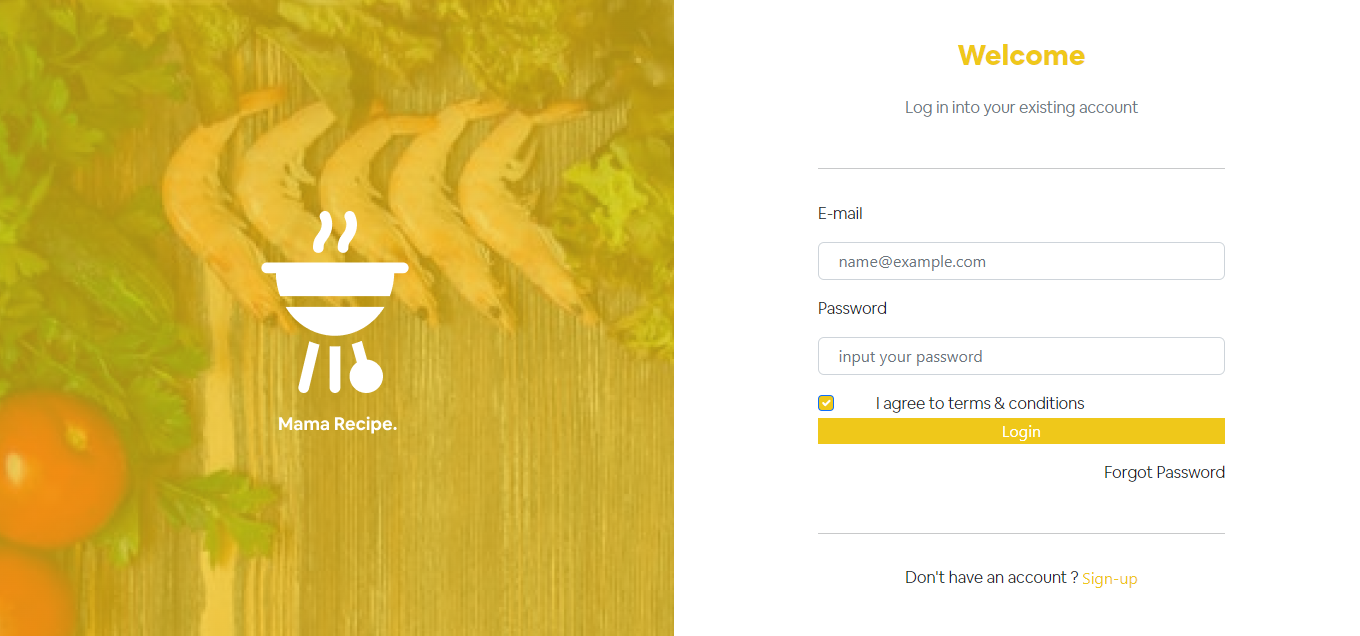 Mama Recipe.
Welcome
Log in into your existing account
E-mail
name@example.com
Password
input your password
I agree to terms & conditions
Login
Forgot Password
Don't have an account ? Sign-up